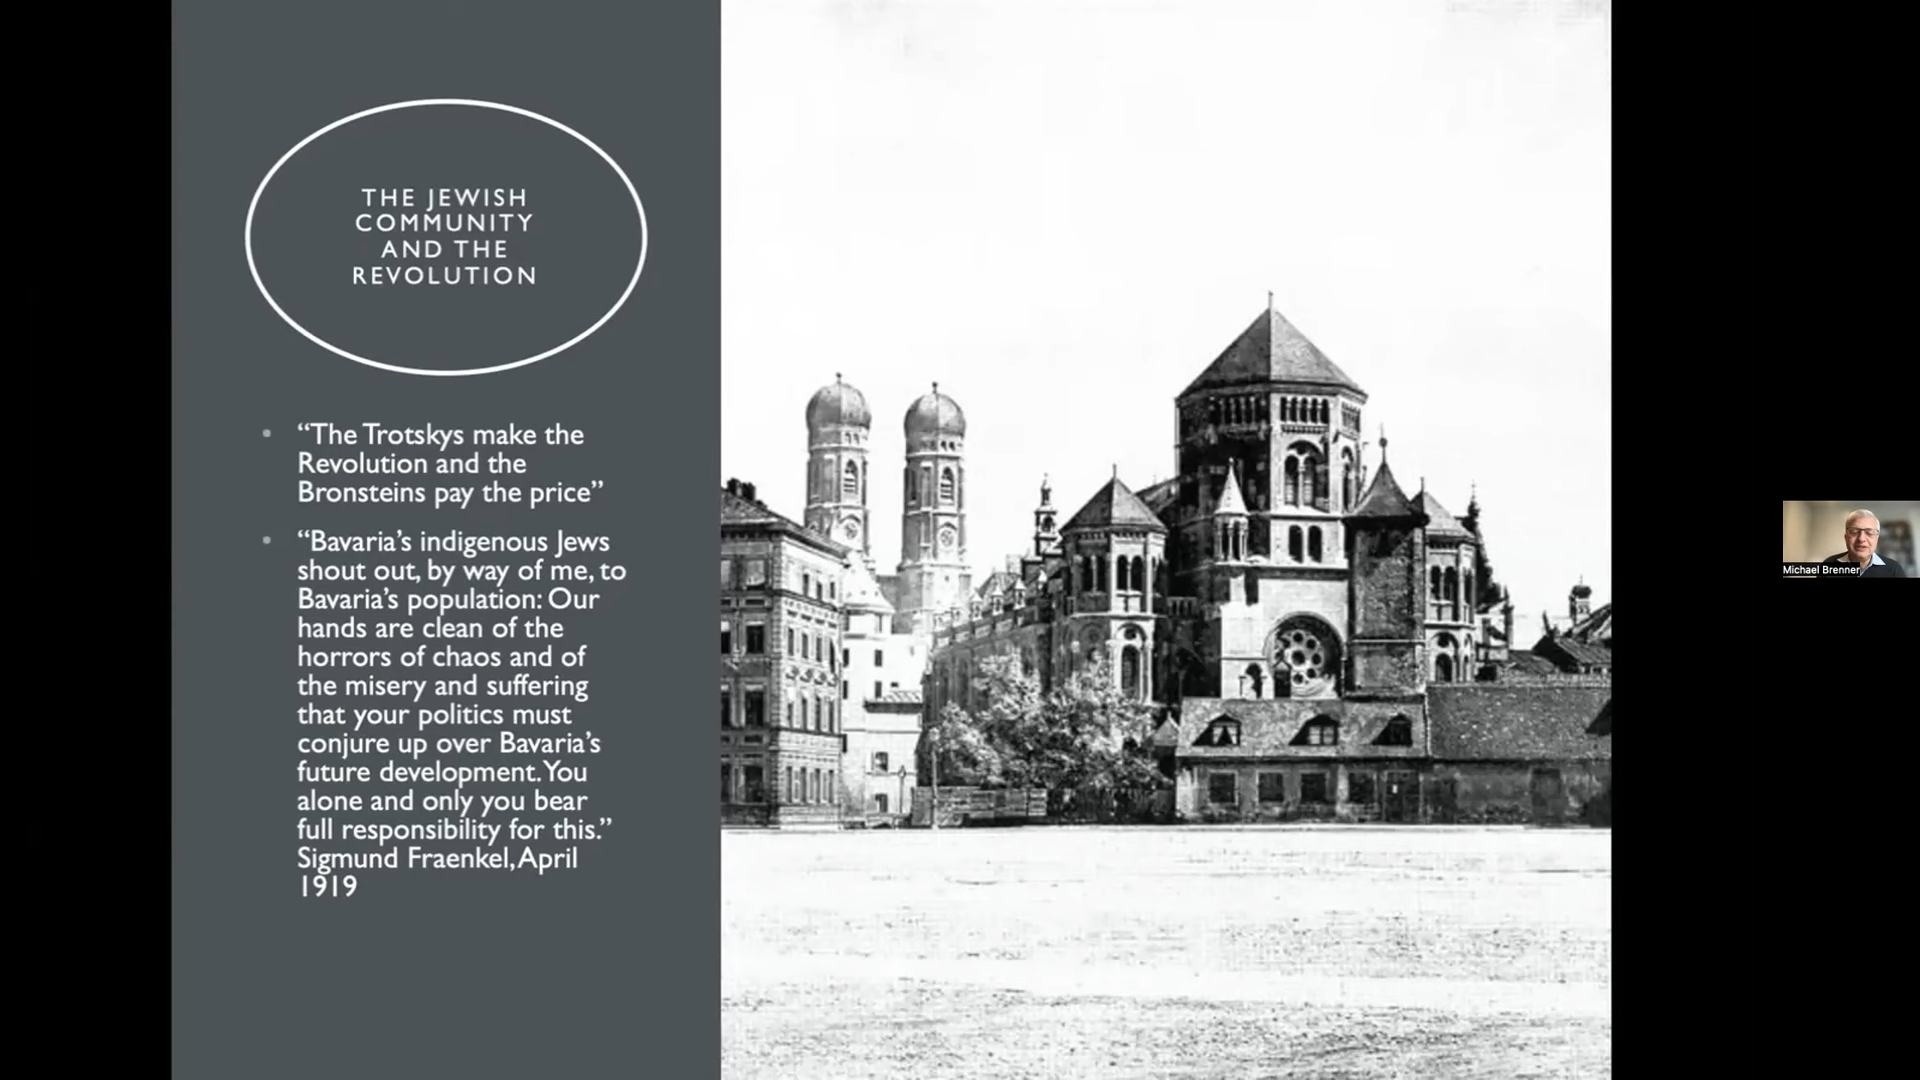 THE JEWISH
COMMUNITY
AND THE
REVOLUTION
• “The Trotskys make the
Revolution and the
Bronsteins pay the price”
• “Bavaria’s indigenous Jews
shout out, by way of me, to
Bavaria’s population: Our
hands are clean of the
horrors of chaos and of
the misery and suffering
that your politics must
conjure up over Bavaria’s
future development. You
alone and only you bear
full responsibility for this.”
Sigmund Fraenkel, April
1919
Michael Brenner